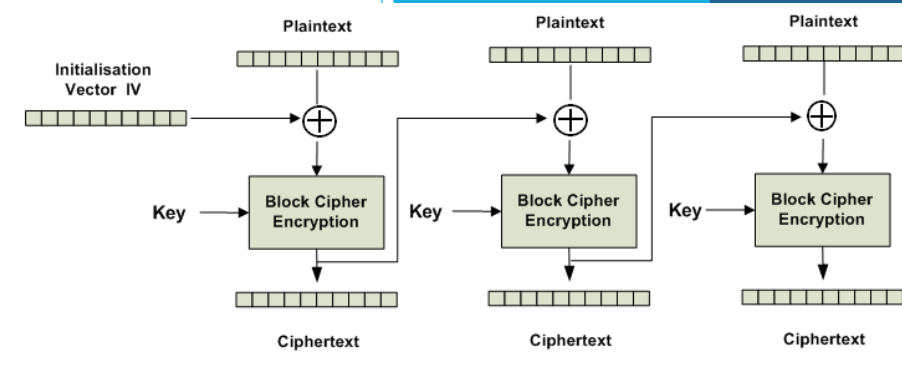 Plaintext
Plaintext
Plaintext
Initialisation
Vector IV
Key
Block Cipher
Encryption
Key
Block Cipher
Encryption
Key
Block Cipher
Encryption
Ciphertext
Ciphertext
Ciphertext